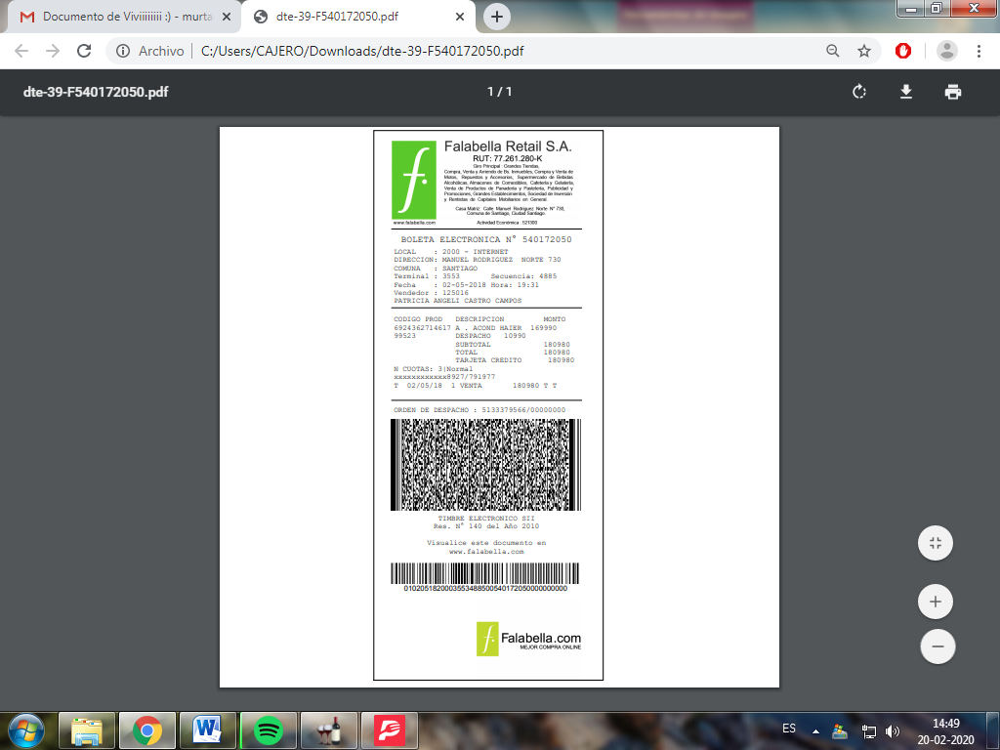 Documento de Viviiiiiiii :) - murta
dte-39-F540172050.pdf
Archivo
C:/Users/CAJERO/Downloads/dte-39-F540172050.pdf
dte-39-F540172050.pdf
1 / 1
Falabella Retail S.A.
RUT: 77.261.280-K
Giro Principal : Grandes Tiendas,
Compra, Venta y Arriendo de Bs. Inmuebles, Compra y Venta de
Motos, Repuestos y Accesorios, Supermercado de Bebidas
Alcohólicas, Almacenes de Comestibles, Cafetería y Gelatería,
Venta de Productos de Panadería y Pastelería, Publicidad y
Promociones, Grandes Establecimientos, Sociedad de Inversión
y Rentistas de Capitales Mobiliarios en General.
Casa Matriz: Calle Manuel Rodriguez Norte N° 730,
Comuna de Santiago, Ciudad Santiago.
www.falabella.com
Actividad Económica : 521300
BOLETA ELECTRONICA N° 540172050
LOCAL : 2000 - INTERNET
DIRECCION: MANUEL RODRIGUEZ NORTE 730
COMUNA : SANTIAGO
Terminal : 3553 Secuencia: 4885
Fecha : 02-05-2018 Hora: 19:31
Vendedor : 125016
PATRICIA ANGELI CASTRO CAMPOS
CODIGO PROD DESCRIPCION MONTO
6924362714617 A . ACOND HAIER 169990
99523 DESPACHO 10990
SUBTOTAL 180980
TOTAL 180980
TARJETA CREDITO 180980
N CUOTAS: 3|Normal
xxxxxxxxxxxx8927/791977
T 02/05/18 1 VENTA 180980 T T
ORDEN DE DESPACHO : 5133379566/00000000
TIMBRE ELECTRONICO SII
Res. N° 140 del Año 2010
Visualice este documento en
www.falabella.com
0102051820003553488500540172050000000000
Falabella.com
MEJOR COMPRA ONLINE
ES
14:49
20-02-2020